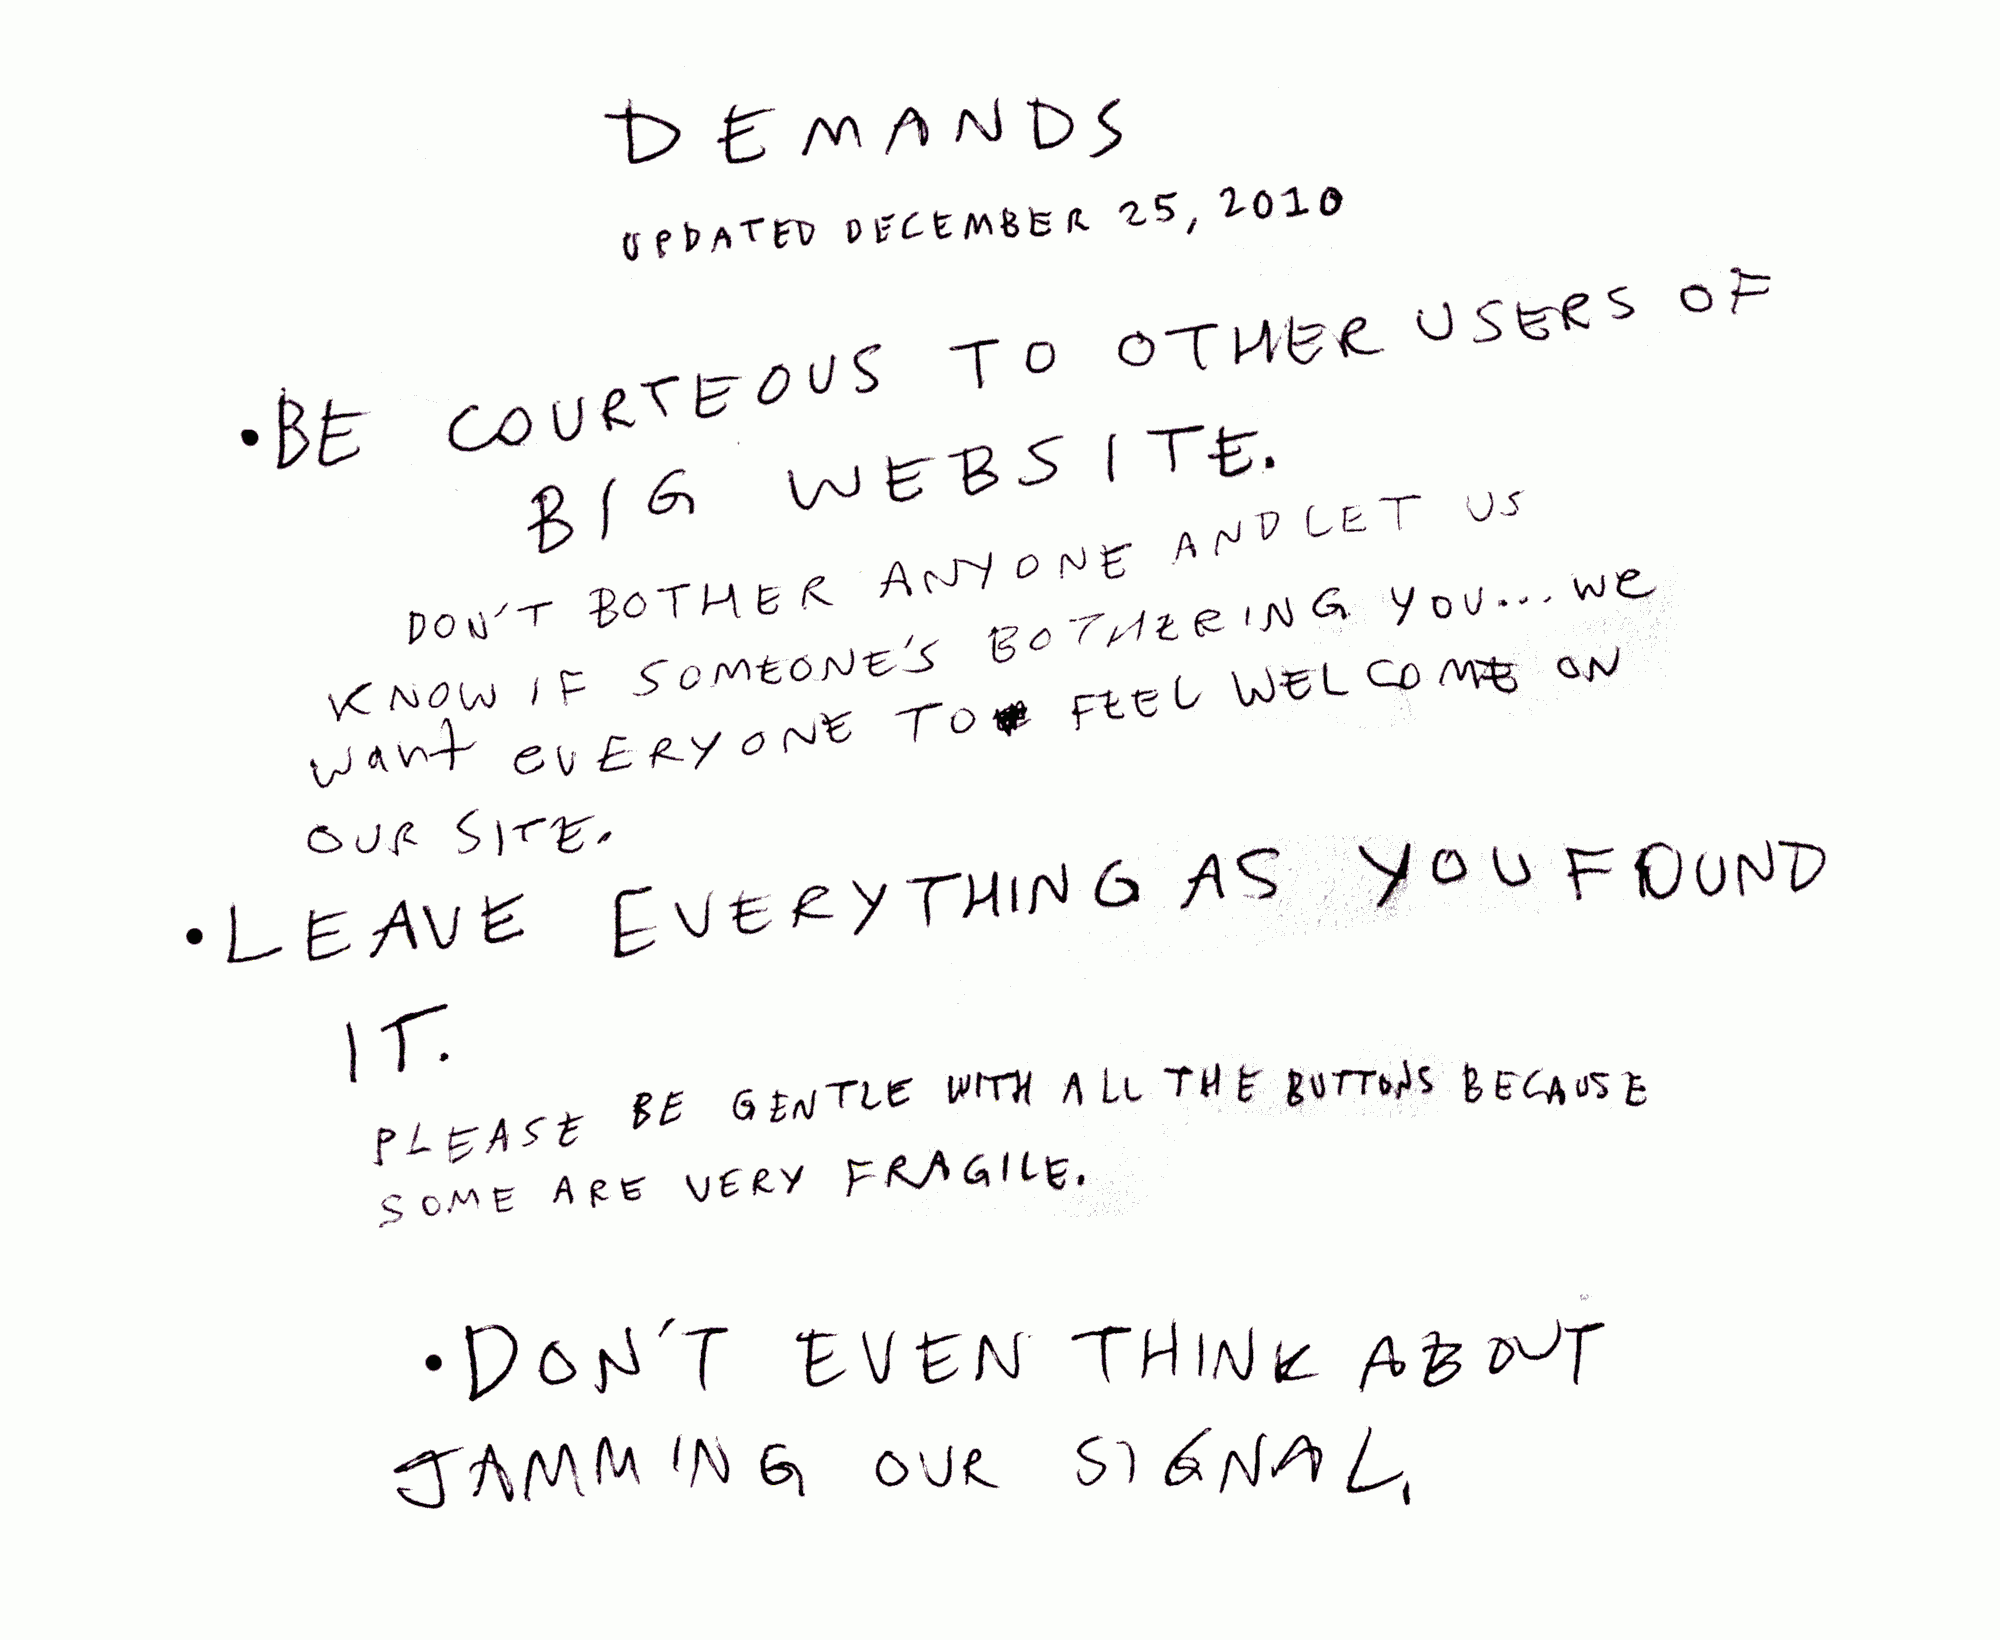 DEMANDS
UPDATED DECEMBER 25, 2010
•BE COURTEOUS TO OTHER USERS OF
BIG WEBSITE.
DON'T BOTHER ANYONE AND LET US
KNOW IF SOMEONE'S BOTHERING YOU... We
want eVERYONE TO FEEL WELCOME ON
OUR SITE.
•LEAVE EVERYTHING AS YOU FOUND
IT.
PLEASE BE GENTLE WITH ALL THE BUTTONS BECAUSE
SOME ARE VERY FRAGILE.
•DON'T EVEN THINK ABOUT
JAMMING OUR SIGNAL,